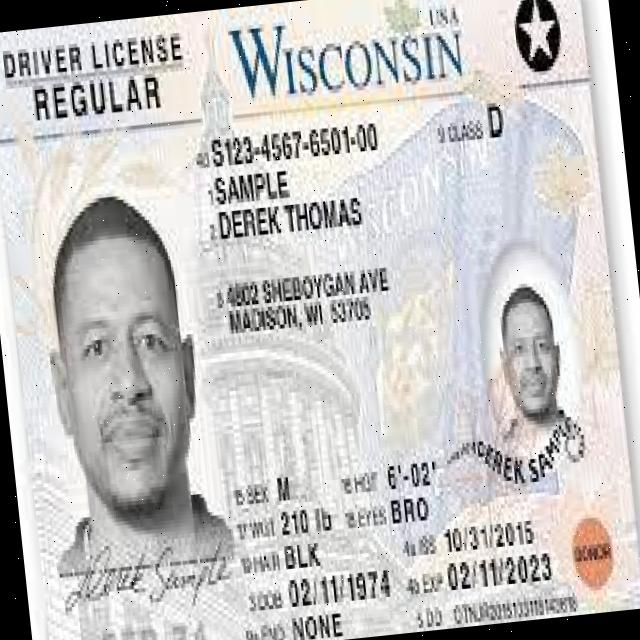 DRIVER LICENSE
REGULAR
WISCONSIN
USA
9 CLASS D
4d S123-4567-6501-00
1 SAMPLE
2 DEREK THOMAS
8 4802 SHEBOYGAN AVE
MADISON, WI 53705
WISCONSIN
15 SEX M
16 HGT 6'-02"
17 WGT 210 lb
18 EYES BRO
19 HAIR BLK
4a ISS 10/31/2015
3 DOB 02/11/1974
4b EXP 02/11/2023
9a END NONE
5 DD
DEREK SAMPLE
DONOR
Derek Sample